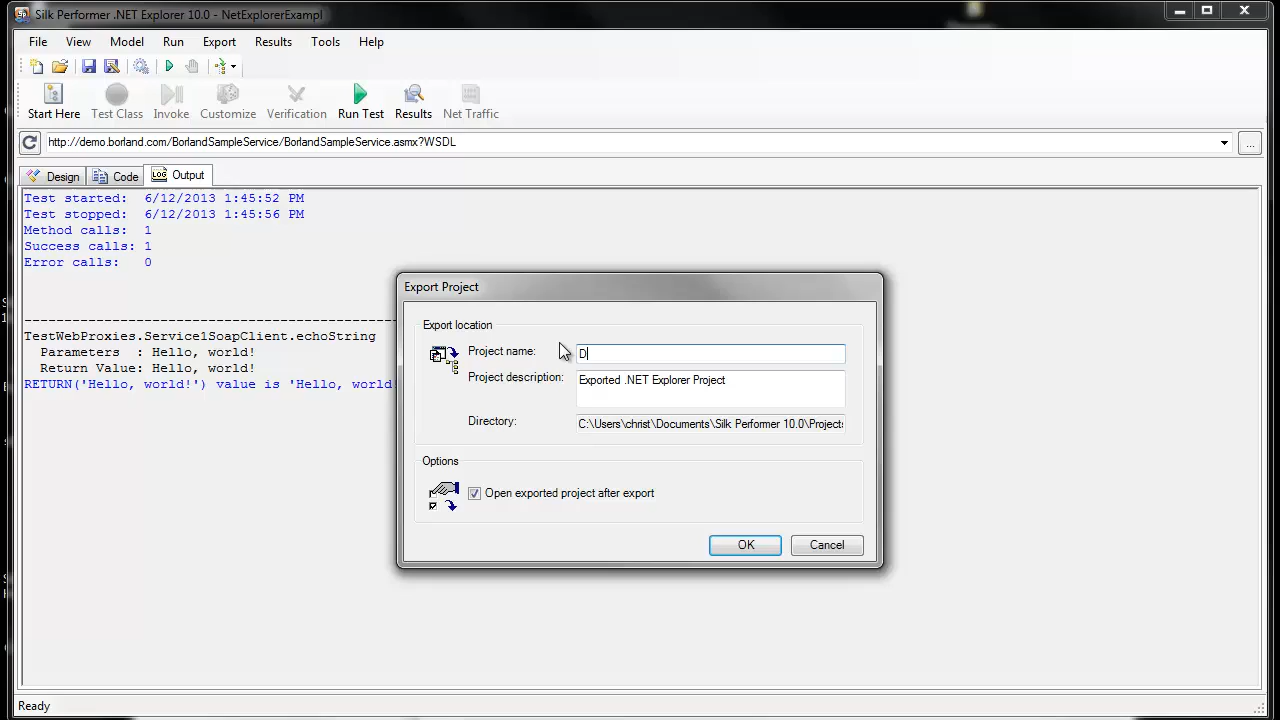 Silk Performer .NET Explorer 10.0 - NetExplorerExampl
File View Model Run Export Results Tools Help
Start Here Test Class Invoke Customize Verification Run Test Results Net Traffic
http://demo.borland.com/BorlandSampleService/BorlandSampleService.asmx?WSDL
...
Design Code LOG Output
Test started: 6/12/2013 1:45:52 PM
Test stopped: 6/12/2013 1:45:56 PM
Method calls: 1
Success calls: 1
Error calls: 0
--------------------------------------------------
TestWebProxies.Service1SoapClient.echoString
Parameters : Hello, world!
Return Value: Hello, world!
RETURN('Hello, world!') value is 'Hello, world!
Export Project
Export location
Project name: D
Project description: Exported .NET Explorer Project
Directory: C:\Users\christ\Documents\Silk Performer 10.0\Projects
Options
Open exported project after export
OK Cancel
Ready